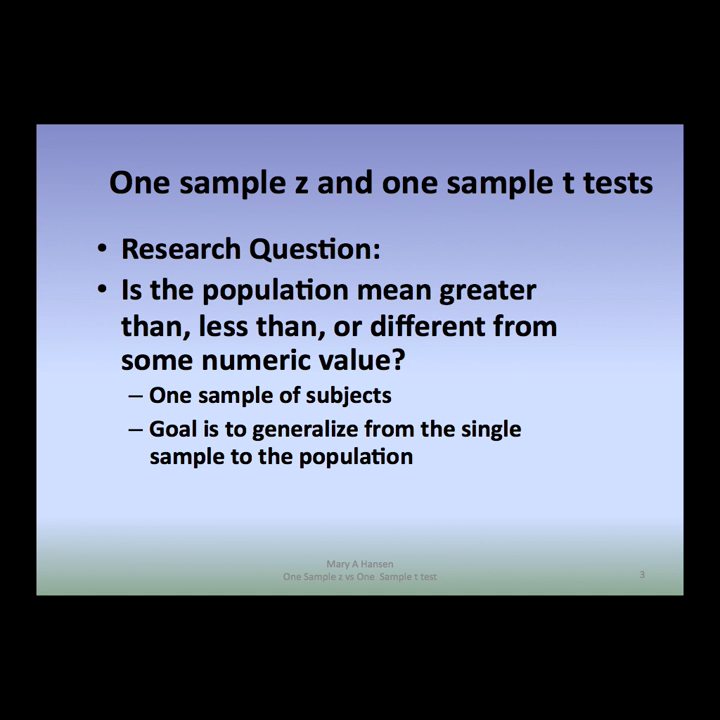 One sample z and one sample t tests
• Research Question:
• Is the population mean greater
than, less than, or different from
some numeric value?
– One sample of subjects
– Goal is to generalize from the single
sample to the population
Mary A Hansen
One Sample z vs One Sample t test
3